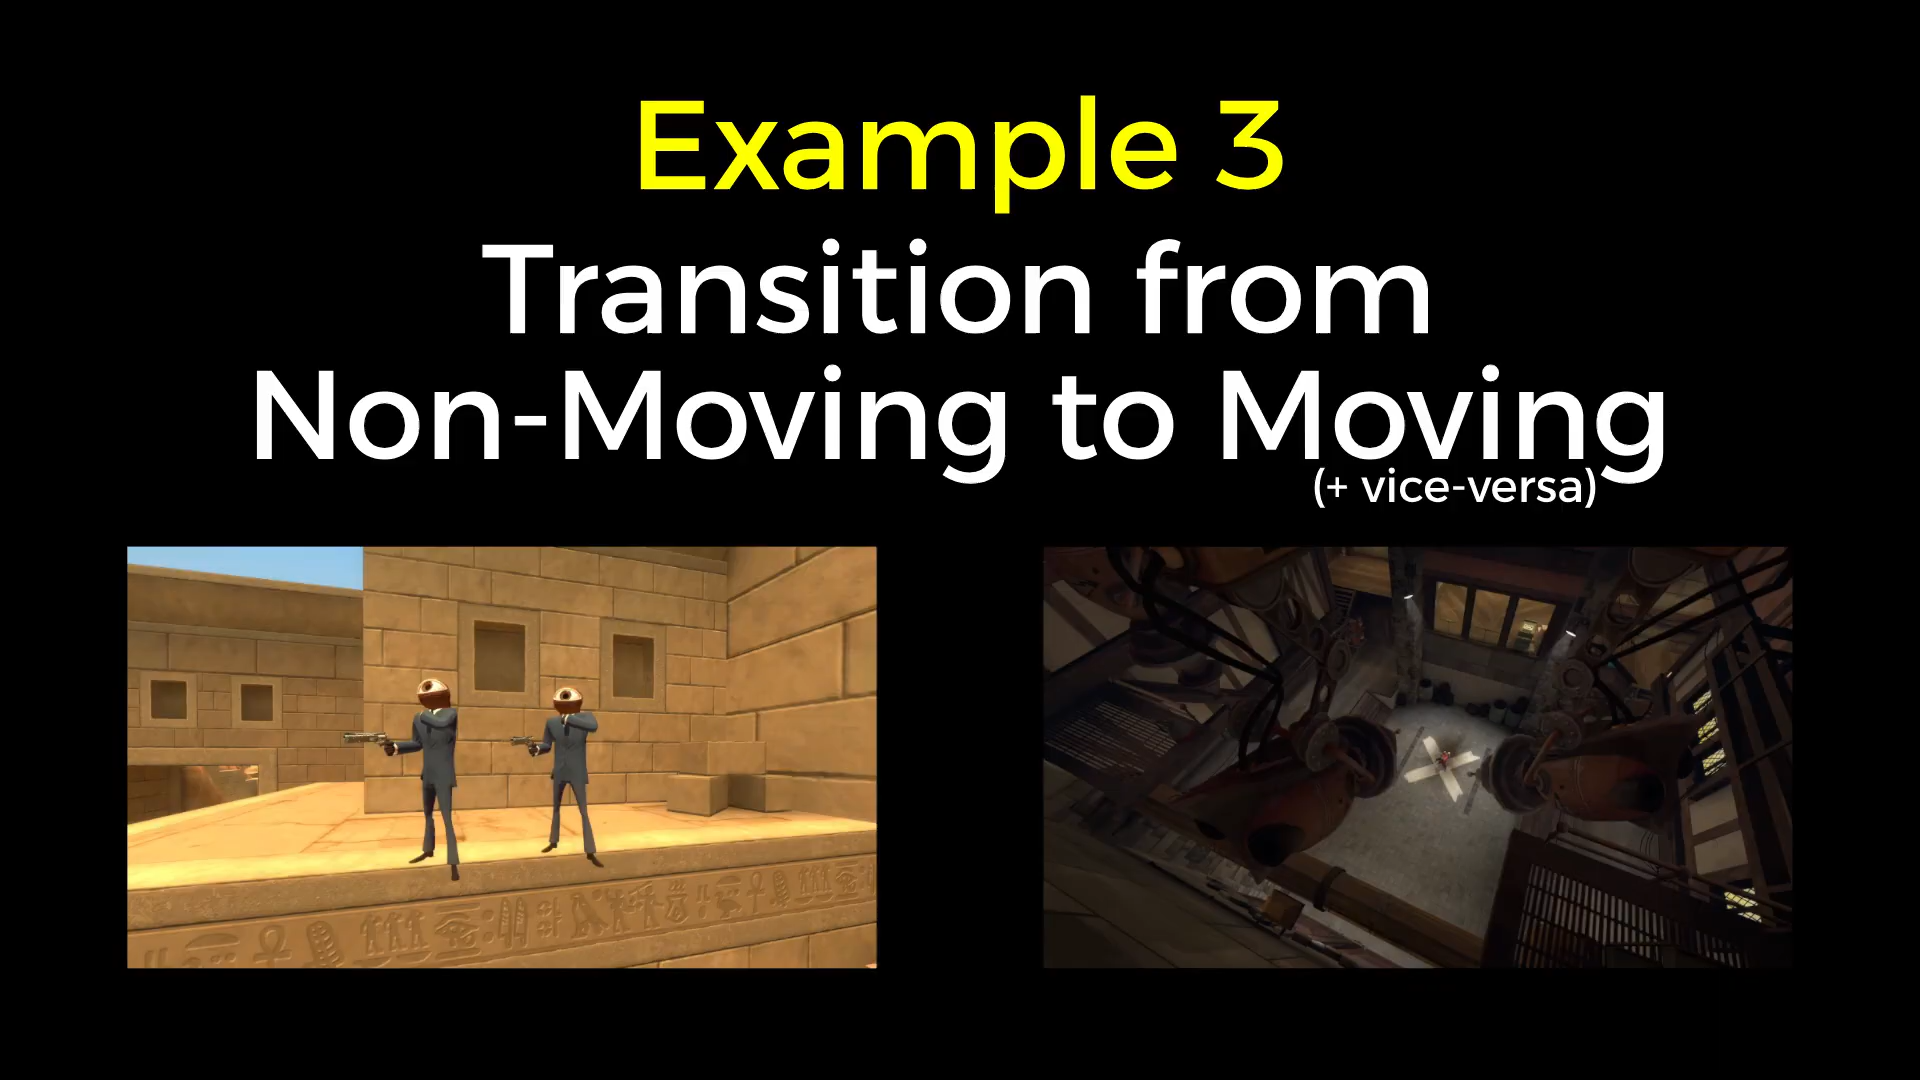 Example 3
Transition from
Non-Moving to Moving
(+ vice-versa)